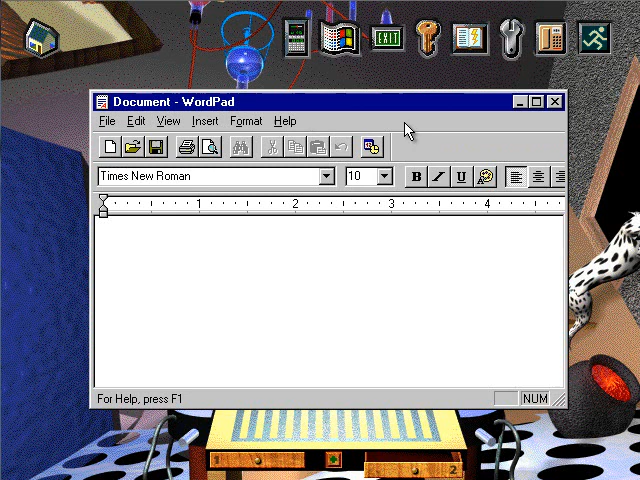 EXIT
Document - WordPad
File Edit View Insert Format Help
Times New Roman 10 B I U
1 2 3 4
For Help, press F1 NUM
1 2